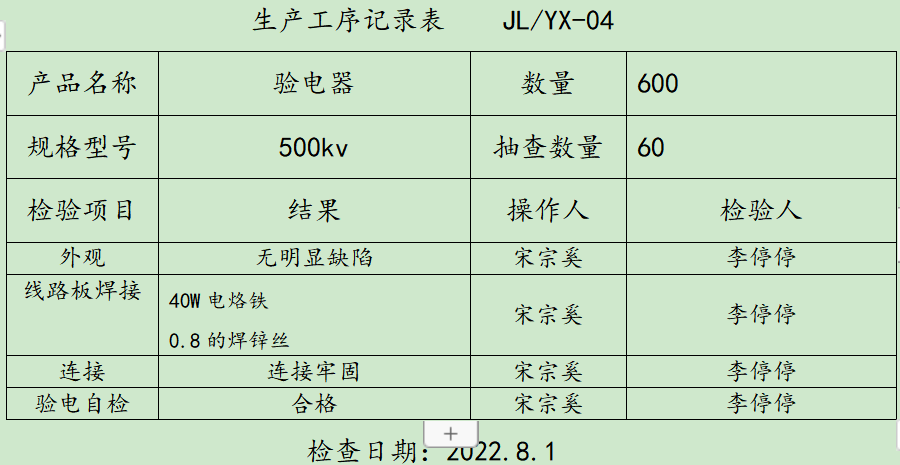 生产工序记录表 JL/YX-04
产品名称 验电器 数量 600
规格型号 500kv 抽查数量 60
检验项目 结果 操作人 检验人
外观 无明显缺陷 宋宗奚 李停停
线路板焊接 40W电烙铁 宋宗奚 李停停
0.8的焊锌丝
连接 连接牢固 宋宗奚 李停停
验电自检 合格 宋宗奚 李停停
检查日期：2022.8.1